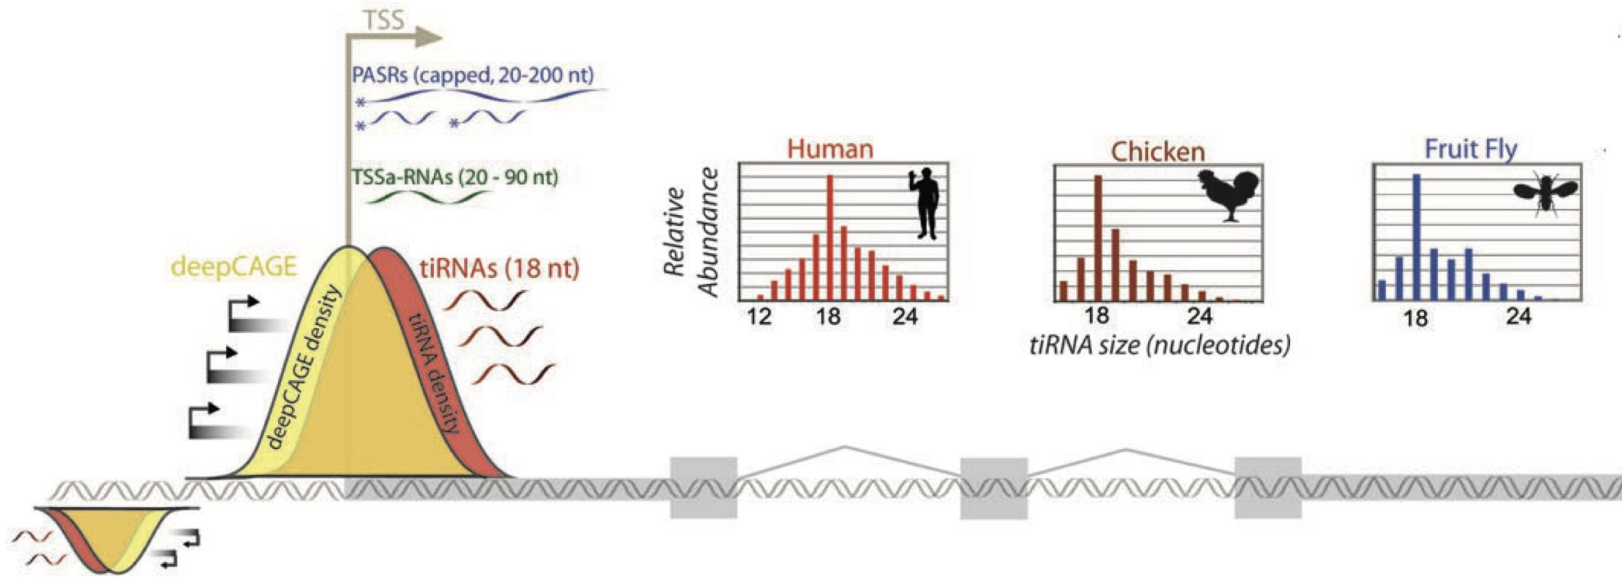 TSS
PASRs (capped, 20-200 nt)
*
* *
TSSa-RNAs (20 - 90 nt)
deepCAGE
tiRNAs (18 nt)
deepCAGE density
tiRNA density
Relative
Abundance
Human
12 18 24
Chicken
18 24
Fruit Fly
18 24
tiRNA size (nucleotides)